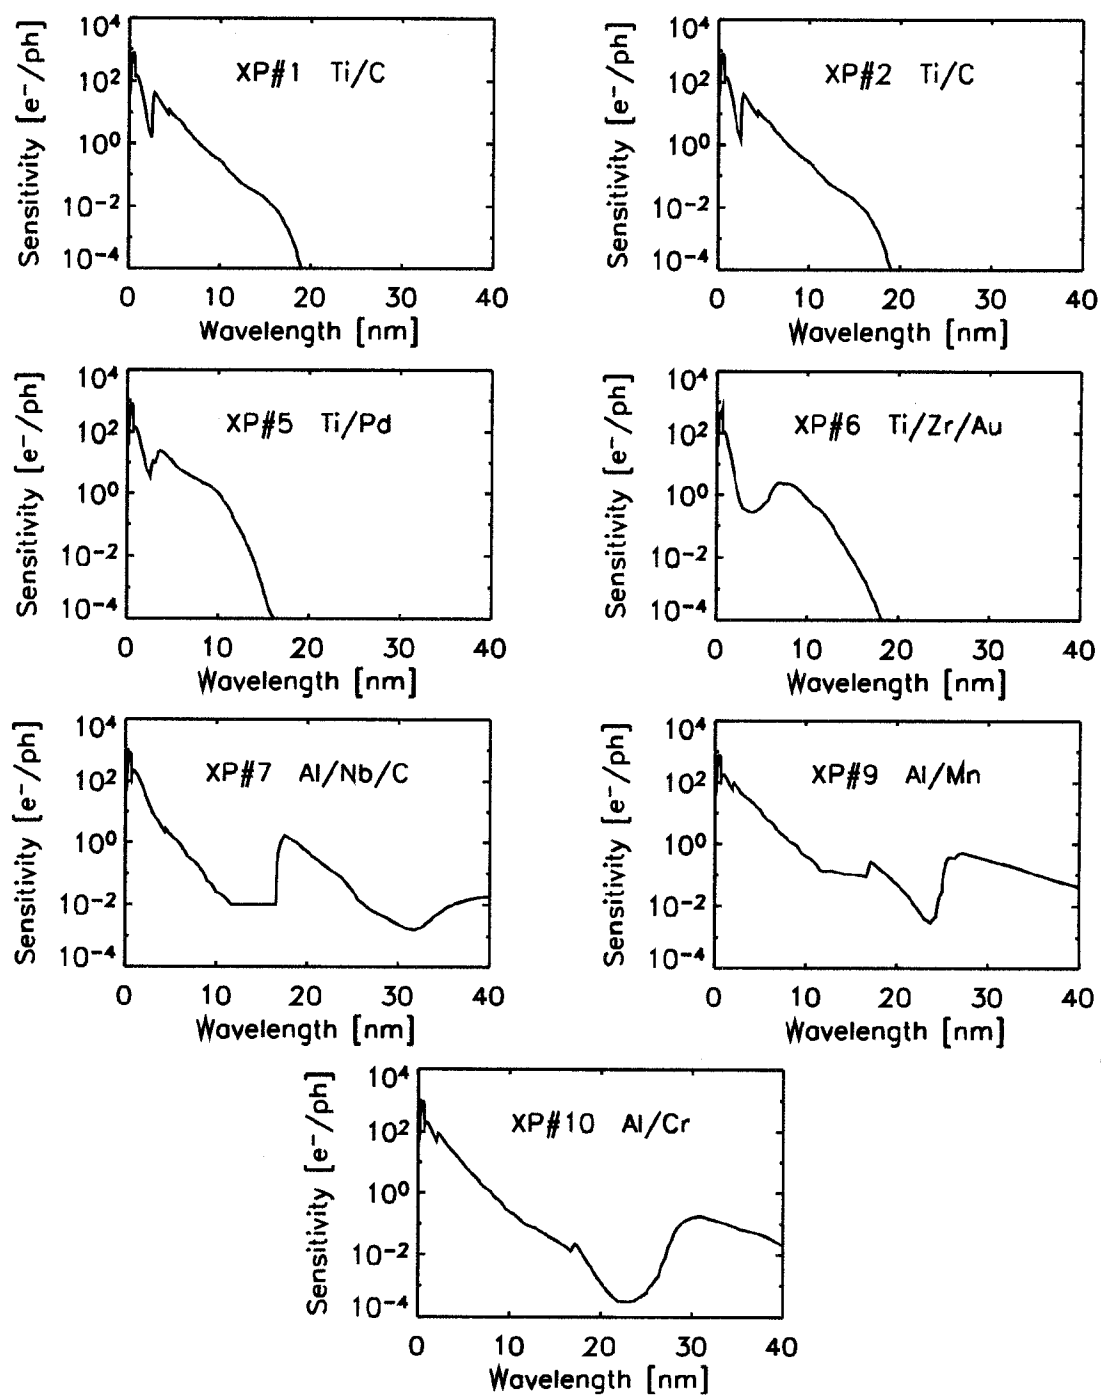 XP#1 Ti/C
Sensitivity [e⁻/ph]
10⁴
10²
10⁰
10⁻²
10⁻⁴
0 10 20 30 40
Wavelength [nm]
XP#2 Ti/C
Sensitivity [e⁻/ph]
10⁴
10²
10⁰
10⁻²
10⁻⁴
0 10 20 30 40
Wavelength [nm]
XP#5 Ti/Pd
Sensitivity [e⁻/ph]
10⁴
10²
10⁰
10⁻²
10⁻⁴
0 10 20 30 40
Wavelength [nm]
XP#6 Ti/Zr/Au
Sensitivity [e⁻/ph]
10⁴
10²
10⁰
10⁻²
10⁻⁴
0 10 20 30 40
Wavelength [nm]
XP#7 Al/Nb/C
Sensitivity [e⁻/ph]
10⁴
10²
10⁰
10⁻²
10⁻⁴
0 10 20 30 40
Wavelength [nm]
XP#9 Al/Mn
Sensitivity [e⁻/ph]
10⁴
10²
10⁰
10⁻²
10⁻⁴
0 10 20 30 40
Wavelength [nm]
XP#10 Al/Cr
Sensitivity [e⁻/ph]
10⁴
10²
10⁰
10⁻²
10⁻⁴
0 10 20 30 40
Wavelength [nm]